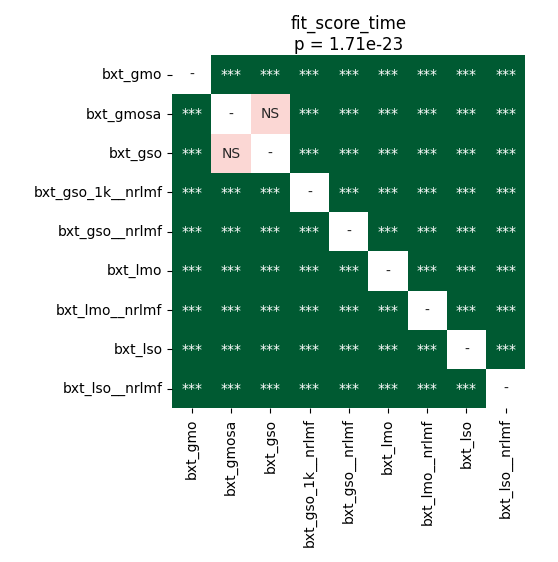 fit_score_time
p = 1.71e-23
bxt_gmo - *** *** *** *** *** *** *** ***
bxt_gmosa *** - NS *** *** *** *** *** ***
bxt_gso *** NS - *** *** *** *** *** ***
bxt_gso_1k__nrlmf *** *** *** - *** *** *** *** ***
bxt_gso__nrlmf *** *** *** *** - *** *** *** ***
bxt_lmo *** *** *** *** *** - *** *** ***
bxt_lmo__nrlmf *** *** *** *** *** *** - *** ***
bxt_lso *** *** *** *** *** *** *** - ***
bxt_lso__nrlmf *** *** *** *** *** *** *** *** -
bxt_gmo
bxt_gmosa
bxt_gso
bxt_gso_1k__nrlmf
bxt_gso__nrlmf
bxt_lmo
bxt_lmo__nrlmf
bxt_lso
bxt_lso__nrlmf